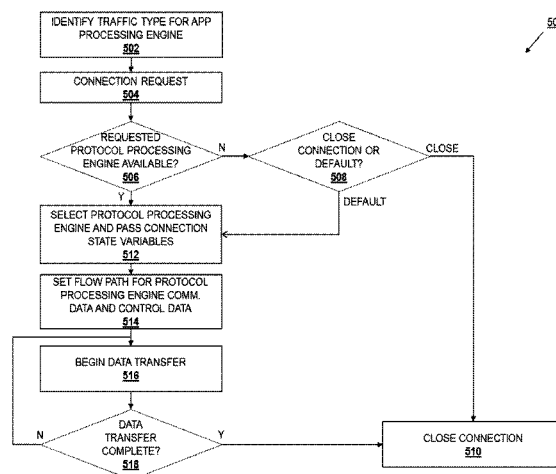 IDENTIFY TRAFFIC TYPE FOR APP
PROCESSING ENGINE
502
CONNECTION REQUEST
504
REQUESTED
PROTOCOL PROCESSING
ENGINE AVAILABLE?
506
N
Y
CLOSE
CONNECTION OR
DEFAULT?
508
CLOSE
DEFAULT
SELECT PROTOCOL PROCESSING
ENGINE AND PASS CONNECTION
STATE VARIABLES
512
SET FLOW PATH FOR PROTOCOL
PROCESSING ENGINE COMM.
DATA AND CONTROL DATA
514
BEGIN DATA TRANSFER
516
DATA
TRANSFER
COMPLETE?
518
N
Y
CLOSE CONNECTION
510